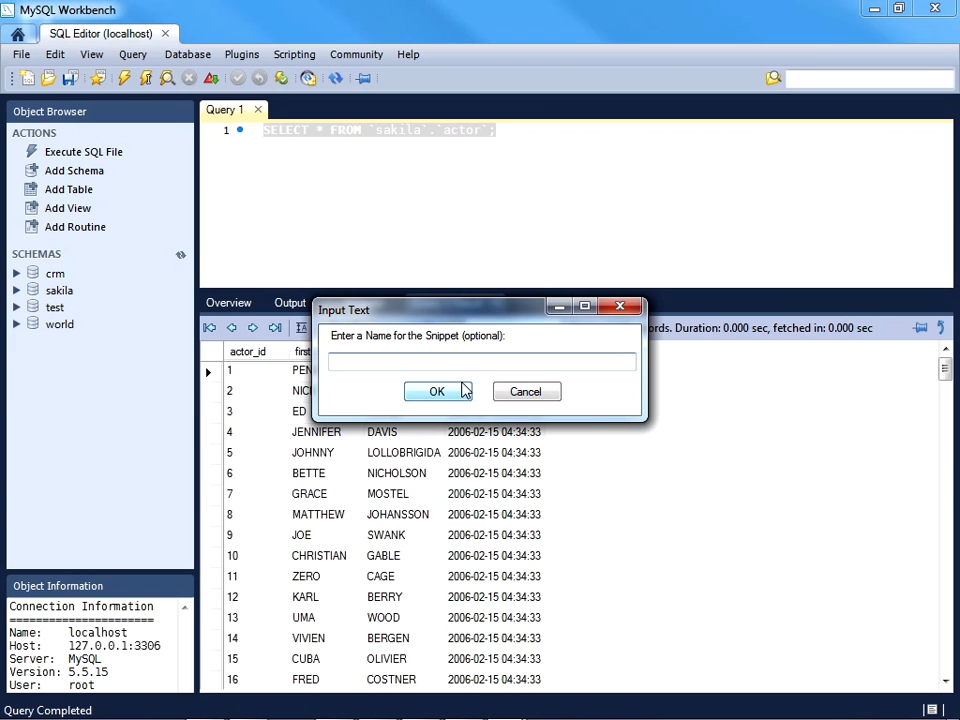 MySQL Workbench
SQL Editor (localhost)
File Edit View Query Database Plugins Scripting Community Help
Object Browser
Query 1
ACTIONS
1 SELECT * FROM `sakila`.`actor`;
Execute SQL File
Add Schema
Add Table
Add View
Add Routine
SCHEMAS
crm
sakila
test
world
Overview Output
Input Text
Enter a Name for the Snippet (optional):
OK Cancel
Duration: 0.000 sec, fetched in: 0.000 sec
actor_id
1
2
3 ED
4 JENNIFER DAVIS 2006-02-15 04:34:33
5 JOHNNY LOLLOBRIGIDA 2006-02-15 04:34:33
6 BETTE NICHOLSON 2006-02-15 04:34:33
7 GRACE MOSTEL 2006-02-15 04:34:33
8 MATTHEW JOHANSSON 2006-02-15 04:34:33
9 JOE SWANK 2006-02-15 04:34:33
10 CHRISTIAN GABLE 2006-02-15 04:34:33
11 ZERO CAGE 2006-02-15 04:34:33
12 KARL BERRY 2006-02-15 04:34:33
13 UMA WOOD 2006-02-15 04:34:33
14 VIVIEN BERGEN 2006-02-15 04:34:33
15 CUBA OLIVIER 2006-02-15 04:34:33
16 FRED COSTNER 2006-02-15 04:34:33
Object Information
Connection Information
Name: localhost
Host: 127.0.0.1:3306
Server: MySQL
Version: 5.5.15
User: root
Query Completed